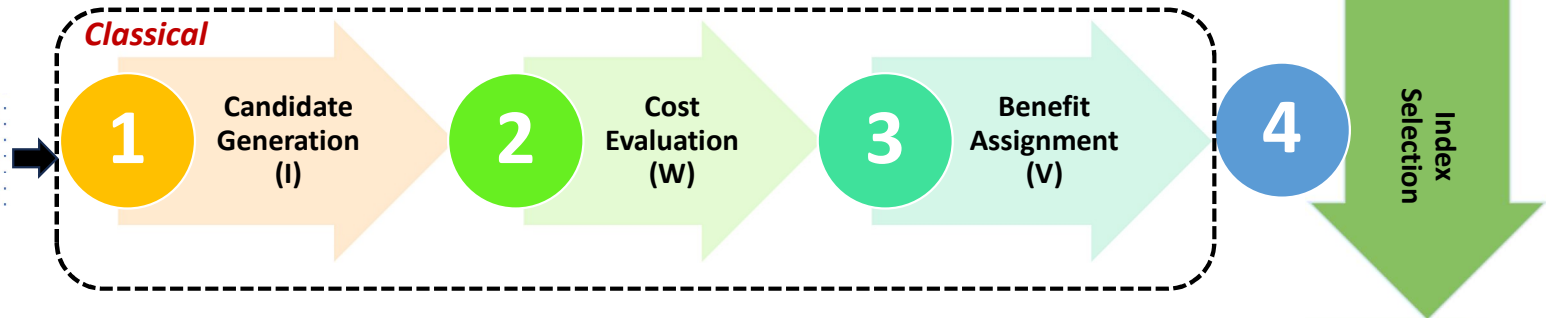 Classical
1
Candidate
Generation
(I)
2
Cost
Evaluation
(W)
3
Benefit
Assignment
(V)
4
Index
Selection